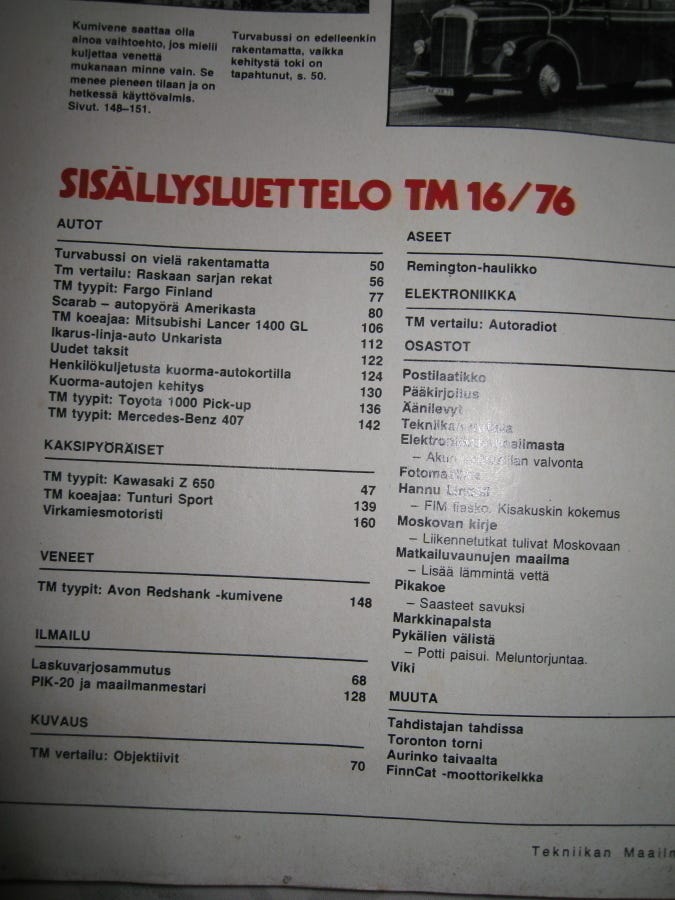 Kumivene saattaa olla
ainoa vaihtoehto, jos mielii
kuljettaa venettä
mukanaan minne vain. Se
menee pieneen tilaan ja on
hetkessä käyttövalmis.
Sivut. 148–151.
Turvabussi on edelleenkin
rakentamatta, vaikka
kehitystä toki on
tapahtunut, s. 50.
SISÄLLYSLUETTELO TM 16/76
AUTOT
Turvabussi on vielä rakentamatta 50
Tm vertailu: Raskaan sarjan rekat 56
TM tyypit: Fargo Finland 77
Scarab – autopyörä Amerikasta 80
TM koeajaa: Mitsubishi Lancer 1400 GL 106
Ikarus-linja-auto Unkarista 112
Uudet taksit 122
Henkilökuljetusta kuorma-autokortilla 124
Kuorma-autojen kehitys 130
TM tyypit: Toyota 1000 Pick-up 136
TM tyypit: Mercedes-Benz 407 142
KAKSIPYÖRÄISET
TM tyypit: Kawasaki Z 650 47
TM koeajaa: Tunturi Sport 139
Virkamiesmotoristi 160
VENEET
TM tyypit: Avon Redshank -kumivene 148
ILMAILU
Laskuvarjosammutus 68
PIK-20 ja maailmanmestari 128
KUVAUS
TM vertailu: Objektiivit 70
ASEET
Remington-haulikko
ELEKTRONIIKKA
TM vertailu: Autoradiot
OSASTOT
Postilaatikko
Pääkirjoitus
Äänilevyt
– valvonta
Hannu
– FIM fiasko. Kisakuskin kokemus
Moskovan kirje
– Liikennetutkat tulivat Moskovaan
Matkailuvaunujen maailma
– Lisää lämmintä vettä
Pikakoe
– Saasteet savuksi
Markkinapalsta
Pykälien välistä
– Potti paisui. Meluntorjuntaa.
Viki
MUUTA
Tahdistajan tahdissa
Toronton torni
Aurinko taivaalta
FinnCat -moottorikelkka
Tekniikan